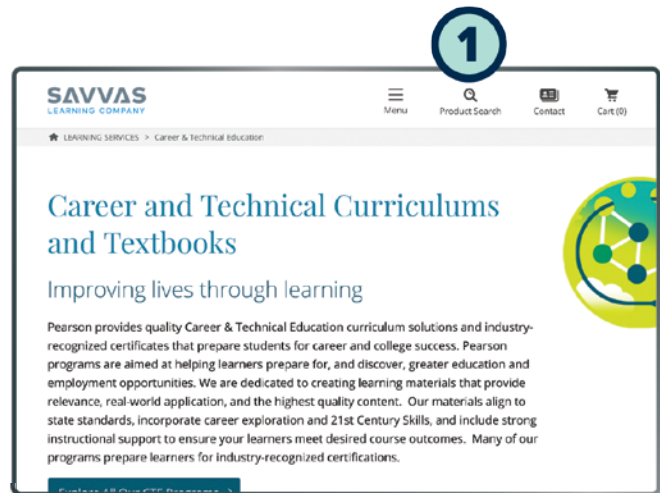 1
SAVVAS
LEARNING COMPANY
Menu
Product Search
Contact
Cart (0)
LEARNING SERVICES > Career & Technical Education
Career and Technical Curriculums
and Textbooks
Improving lives through learning
Pearson provides quality Career & Technical Education curriculum solutions and industry-
recognized certificates that prepare students for career and college success. Pearson
programs are aimed at helping learners prepare for, and discover, greater education and
employment opportunities. We are dedicated to creating learning materials that provide
relevance, real-world application, and the highest quality content. Our materials align to
state standards, incorporate career exploration and 21st Century Skills, and include strong
instructional support to ensure your learners meet desired course outcomes. Many of our
programs prepare learners for industry-recognized certifications.
Explore All Our CTE Programs >